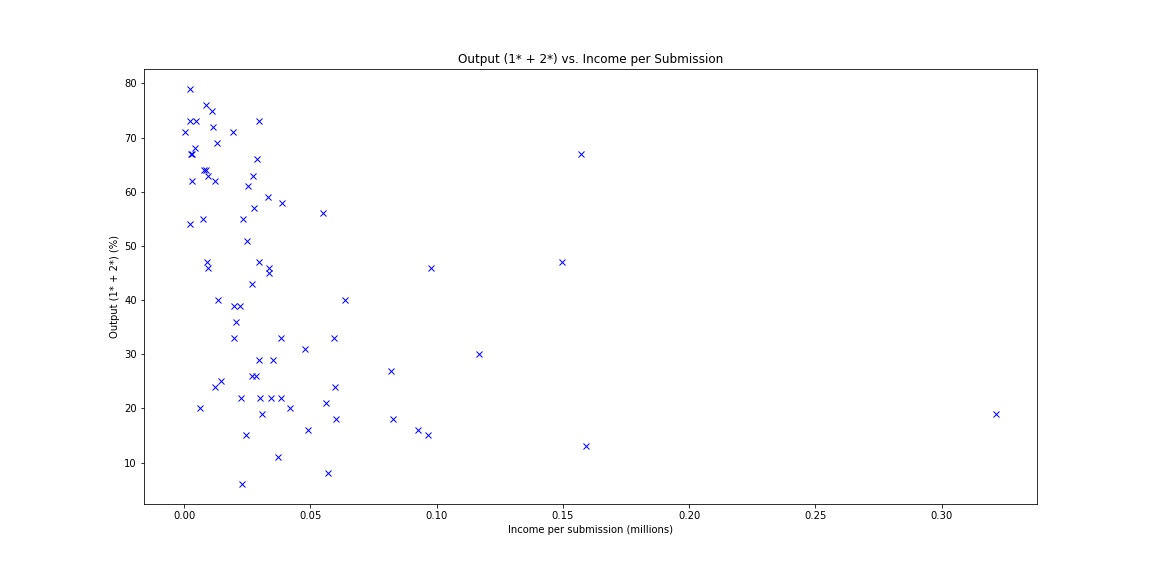 Output (1* + 2*) vs. Income per Submission
80
70
60
50
40
30
20
10
Output (1* + 2*) (%)
0.00 0.05 0.10 0.15 0.20 0.25 0.30
Income per submission (millions)